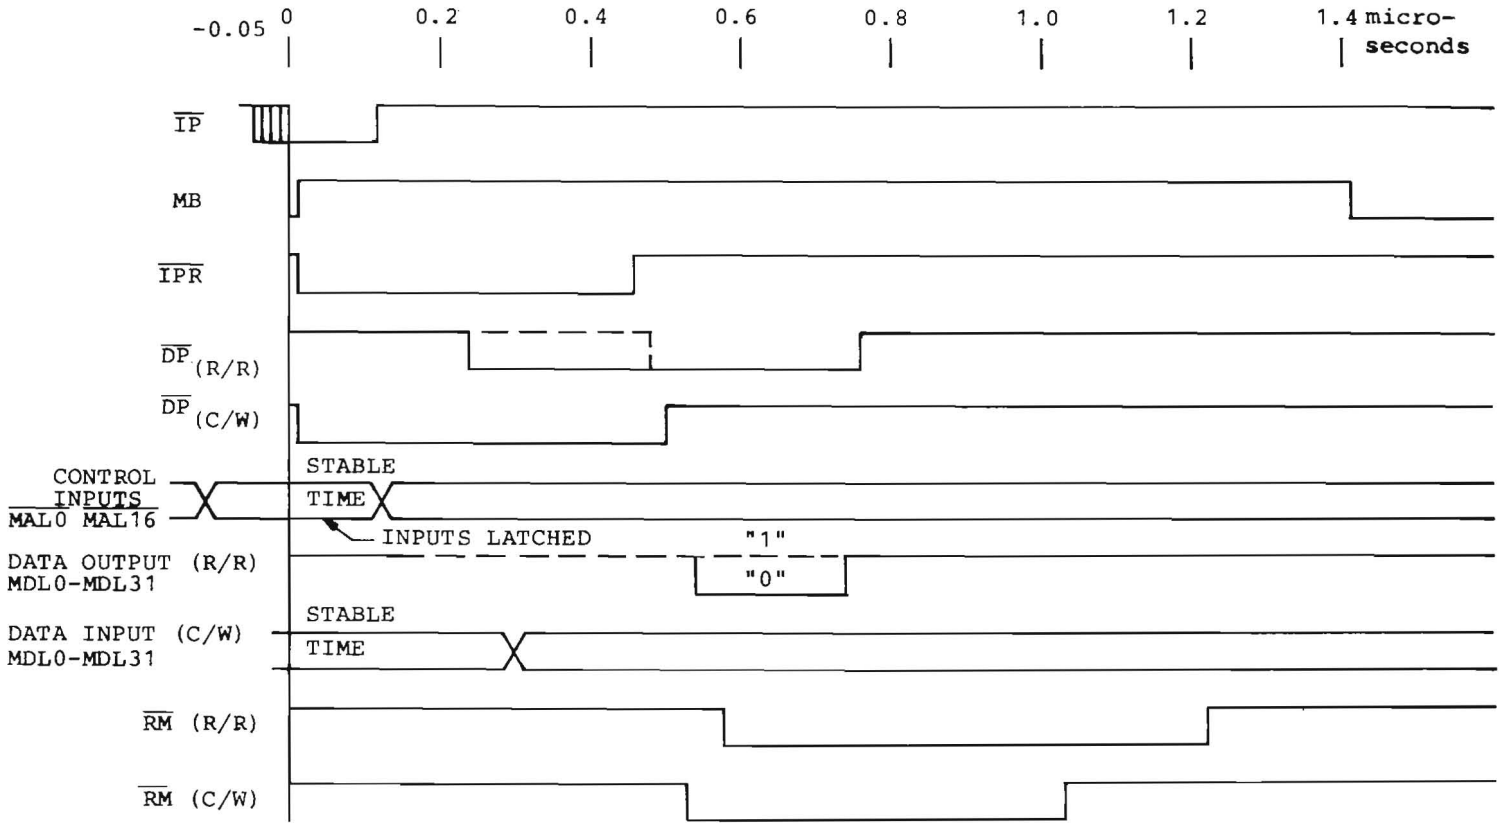 -0.05 0 0.2 0.4 0.6 0.8 1.0 1.2 1.4 micro-
seconds
IP
MB
IPR
DP (R/R)
DP (C/W)
CONTROL
INPUTS
MAL0 MAL16
STABLE
TIME
INPUTS LATCHED
DATA OUTPUT (R/R)
MDL0-MDL31
"1"
"0"
DATA INPUT (C/W)
MDL0-MDL31
STABLE
TIME
RM (R/R)
RM (C/W)